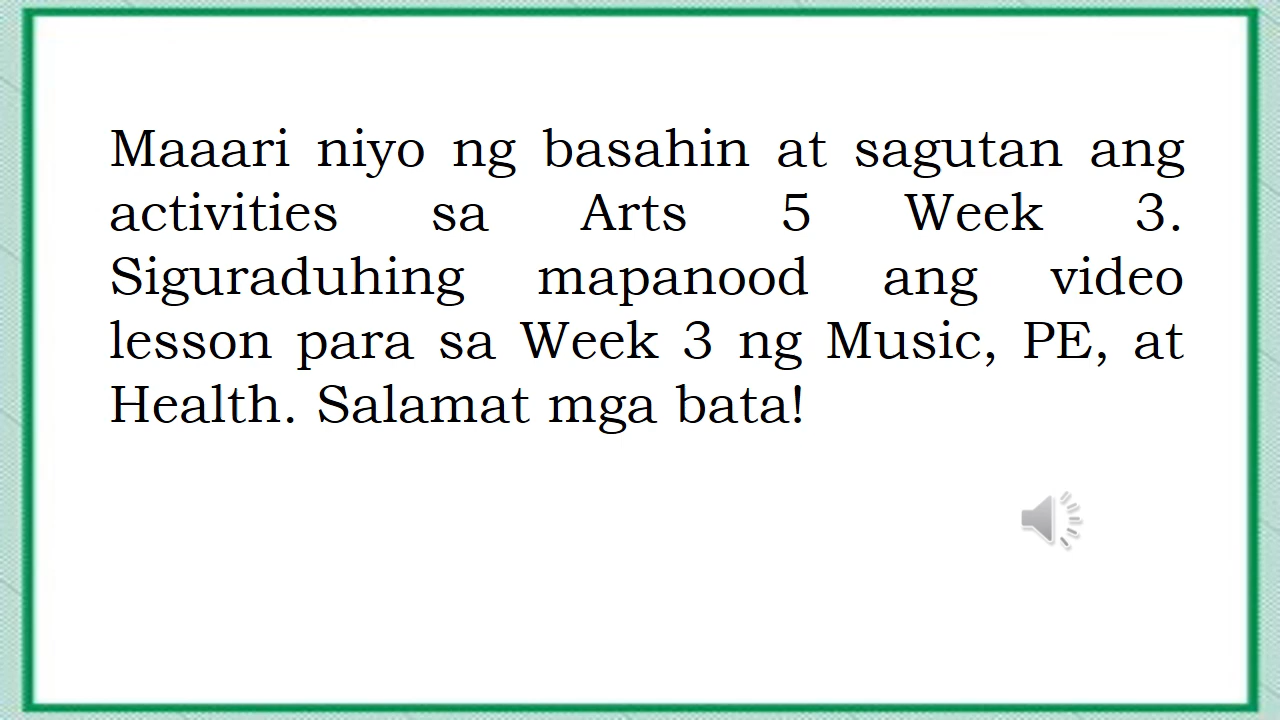 Maaari niyo ng basahin at sagutan ang
activities sa Arts 5 Week 3.
Siguraduhing mapanood ang video
lesson para sa Week 3 ng Music, PE, at
Health. Salamat mga bata!